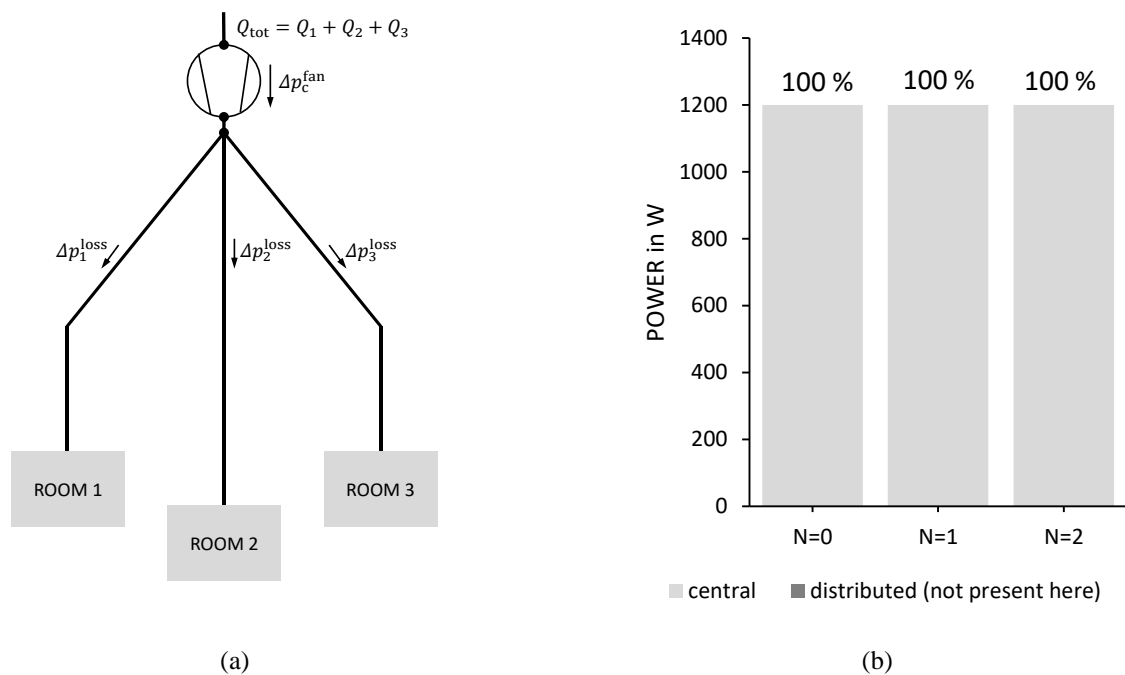 Q_tot = Q_1 + Q_2 + Q_3
Δp_c^fan
Δp_1^loss
Δp_2^loss
Δp_3^loss
ROOM 1
ROOM 3
ROOM 2
(a)
POWER in W
1400
1200
1000
800
600
400
200
0
100 % 100 % 100 %
N=0 N=1 N=2
central distributed (not present here)
(b)